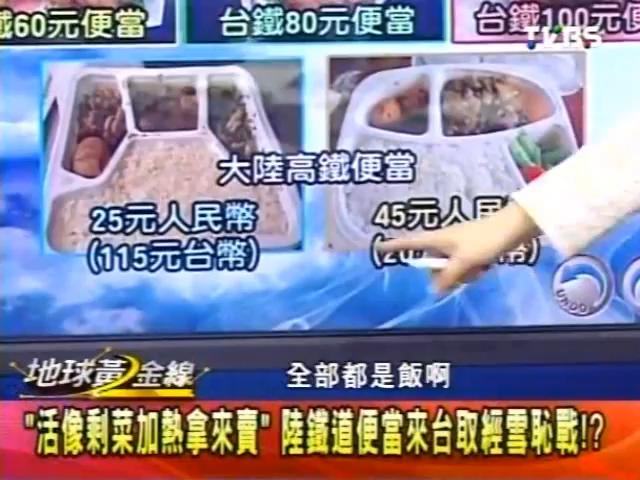 鐵60元便當
台鐵80元便當
台鐵100元便
TVBS
大陸高鐵便當
25元人民幣
(115元台幣)
45元人民
幣)
UNDO
地球黃金線
全部都是飯啊
"活像剩菜加熱拿來賣" 陸鐵道便當來台取經雪恥戰!?